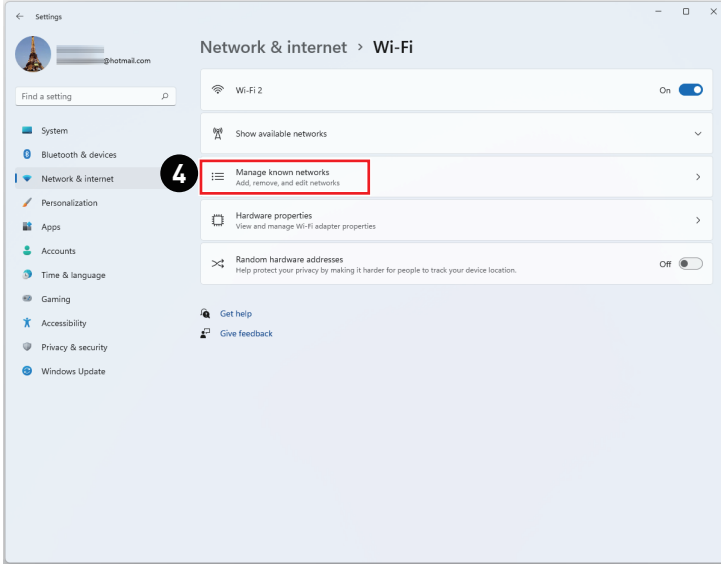 Settings
@hotmail.com
Find a setting
System
Bluetooth & devices
Network & internet
Personalization
Apps
Accounts
Time & language
Gaming
Accessibility
Privacy & security
Windows Update
Network & internet > Wi-Fi
Wi-Fi 2
On
Show available networks
4
Manage known networks
Add, remove, and edit networks
Hardware properties
View and manage Wi-Fi adapter properties
Random hardware addresses
Help protect your privacy by making it harder for people to track your device location.
Off
Get help
Give feedback